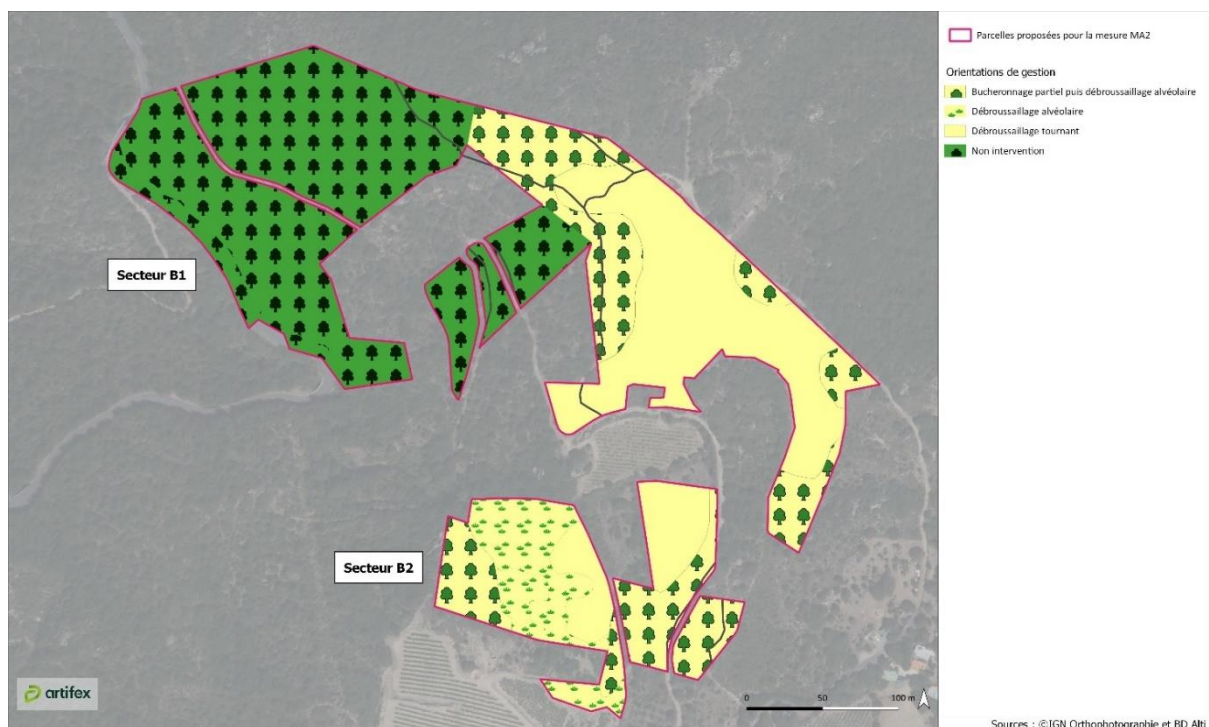 Parcelles proposées pour la mesure MA2
Orientations de gestion
Bucheronnage partiel puis débroussaillage alvéolaire
Débroussaillage alvéolaire
Débroussaillage tournant
Non intervention
Secteur B1
Secteur B2
artifex
0 50 100 m
Sources : ©IGN Orthophotographie et BD Alti